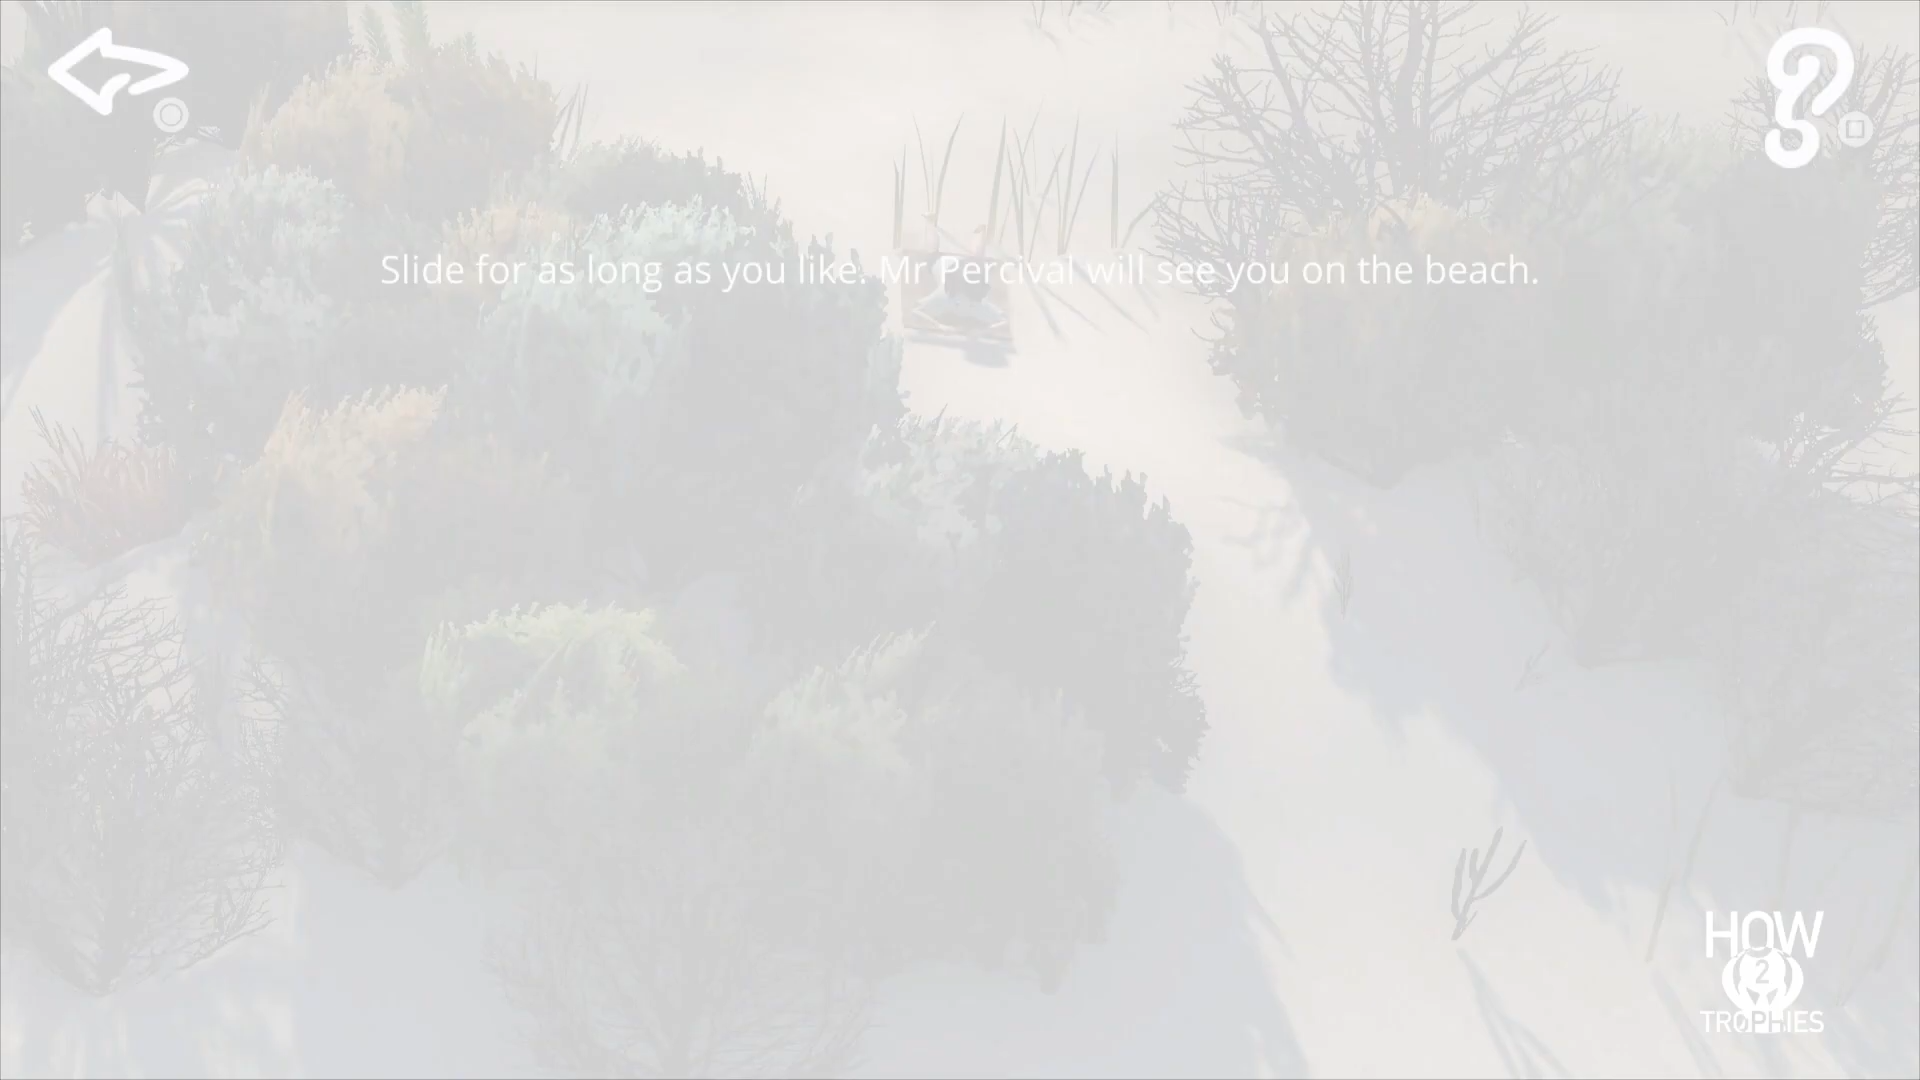 Slide for as long as you like. Mr Percival will see you on the beach.
HOW
2
TROPHIES